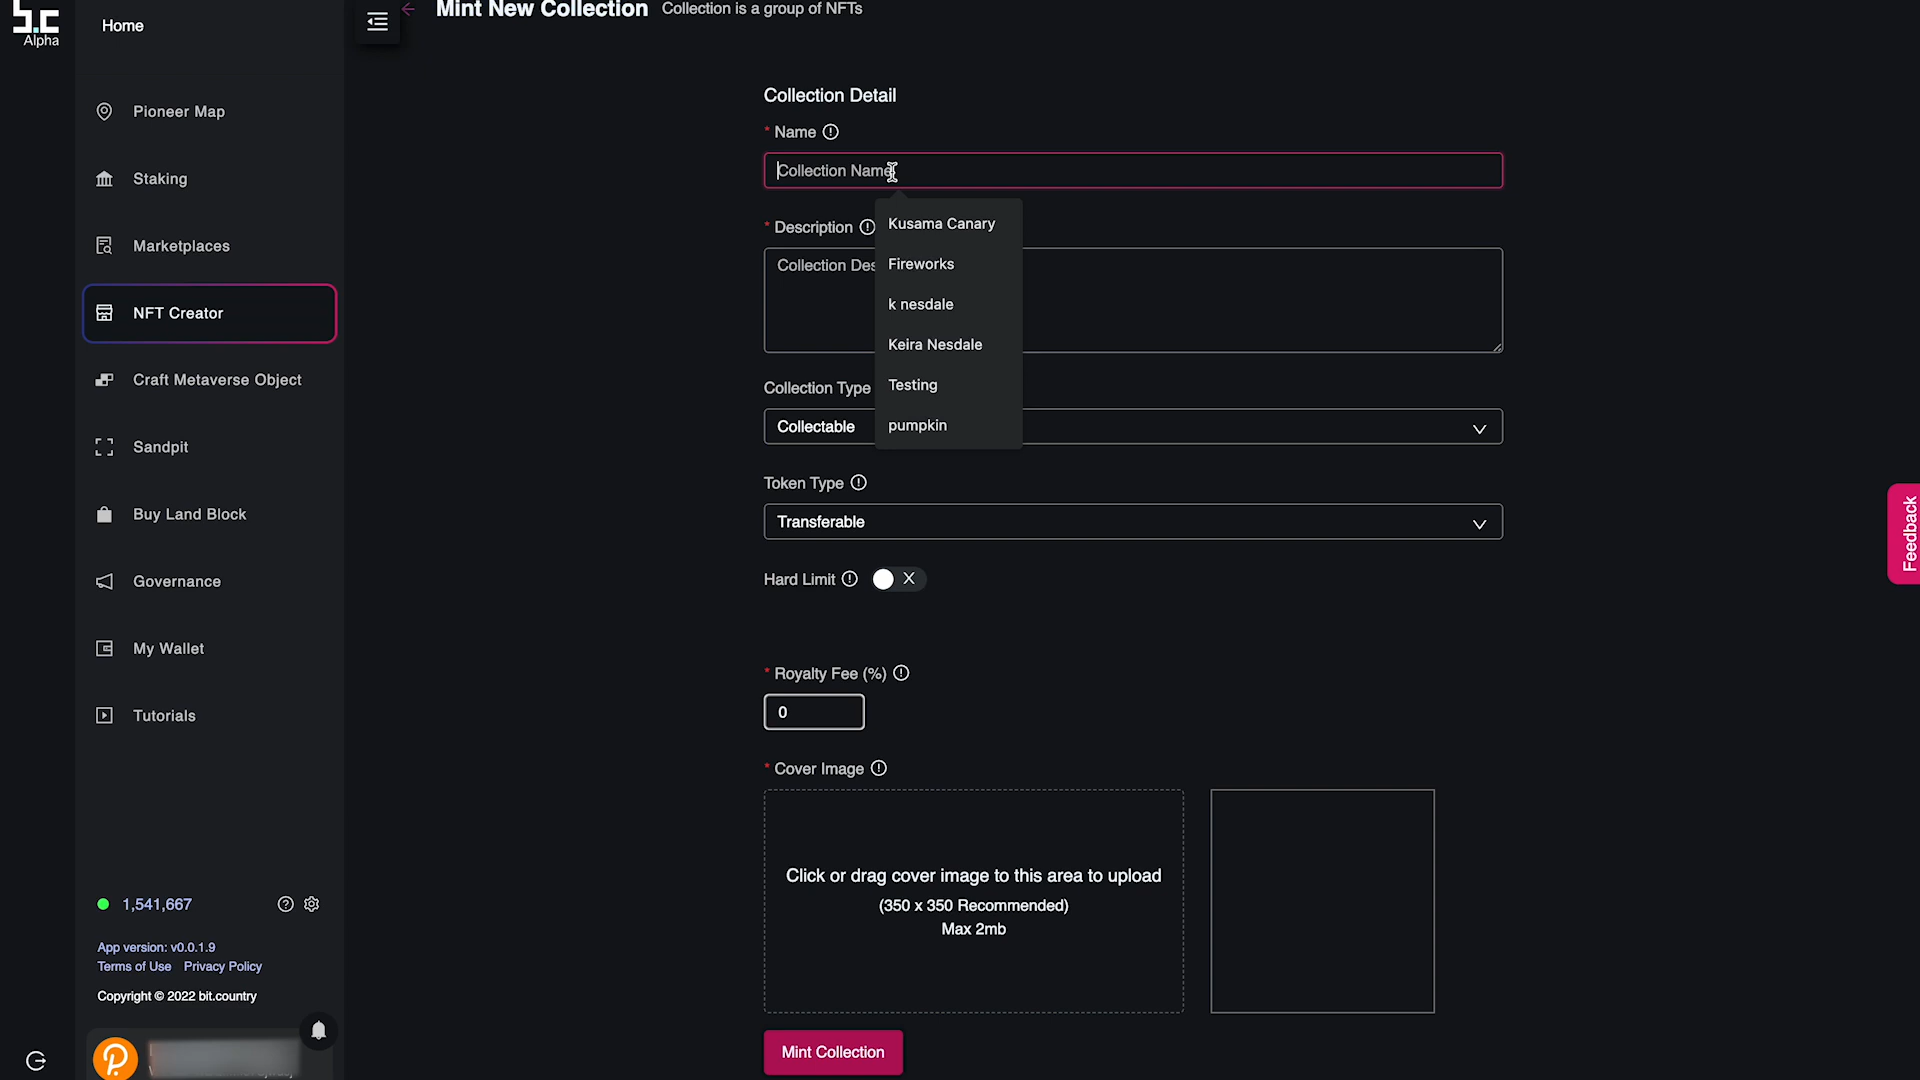 b.c
Alpha
Home
Pioneer Map
Staking
Marketplaces
NFT Creator
Craft Metaverse Object
Sandpit
Buy Land Block
Governance
My Wallet
Tutorials
1,541,667
App version: v0.0.1.9
Terms of Use Privacy Policy
Copyright © 2022 bit.country
Mint New Collection Collection is a group of NFTs
Collection Detail
* Name
Collection Name
* Description
Collection Des
Kusama Canary
Fireworks
k nesdale
Keira Nesdale
Testing
pumpkin
Collection Type
Collectable
Token Type
Transferable
Hard Limit X
* Royalty Fee (%)
0
* Cover Image
Click or drag cover image to this area to upload
(350 x 350 Recommended)
Max 2mb
Mint Collection
Feedback